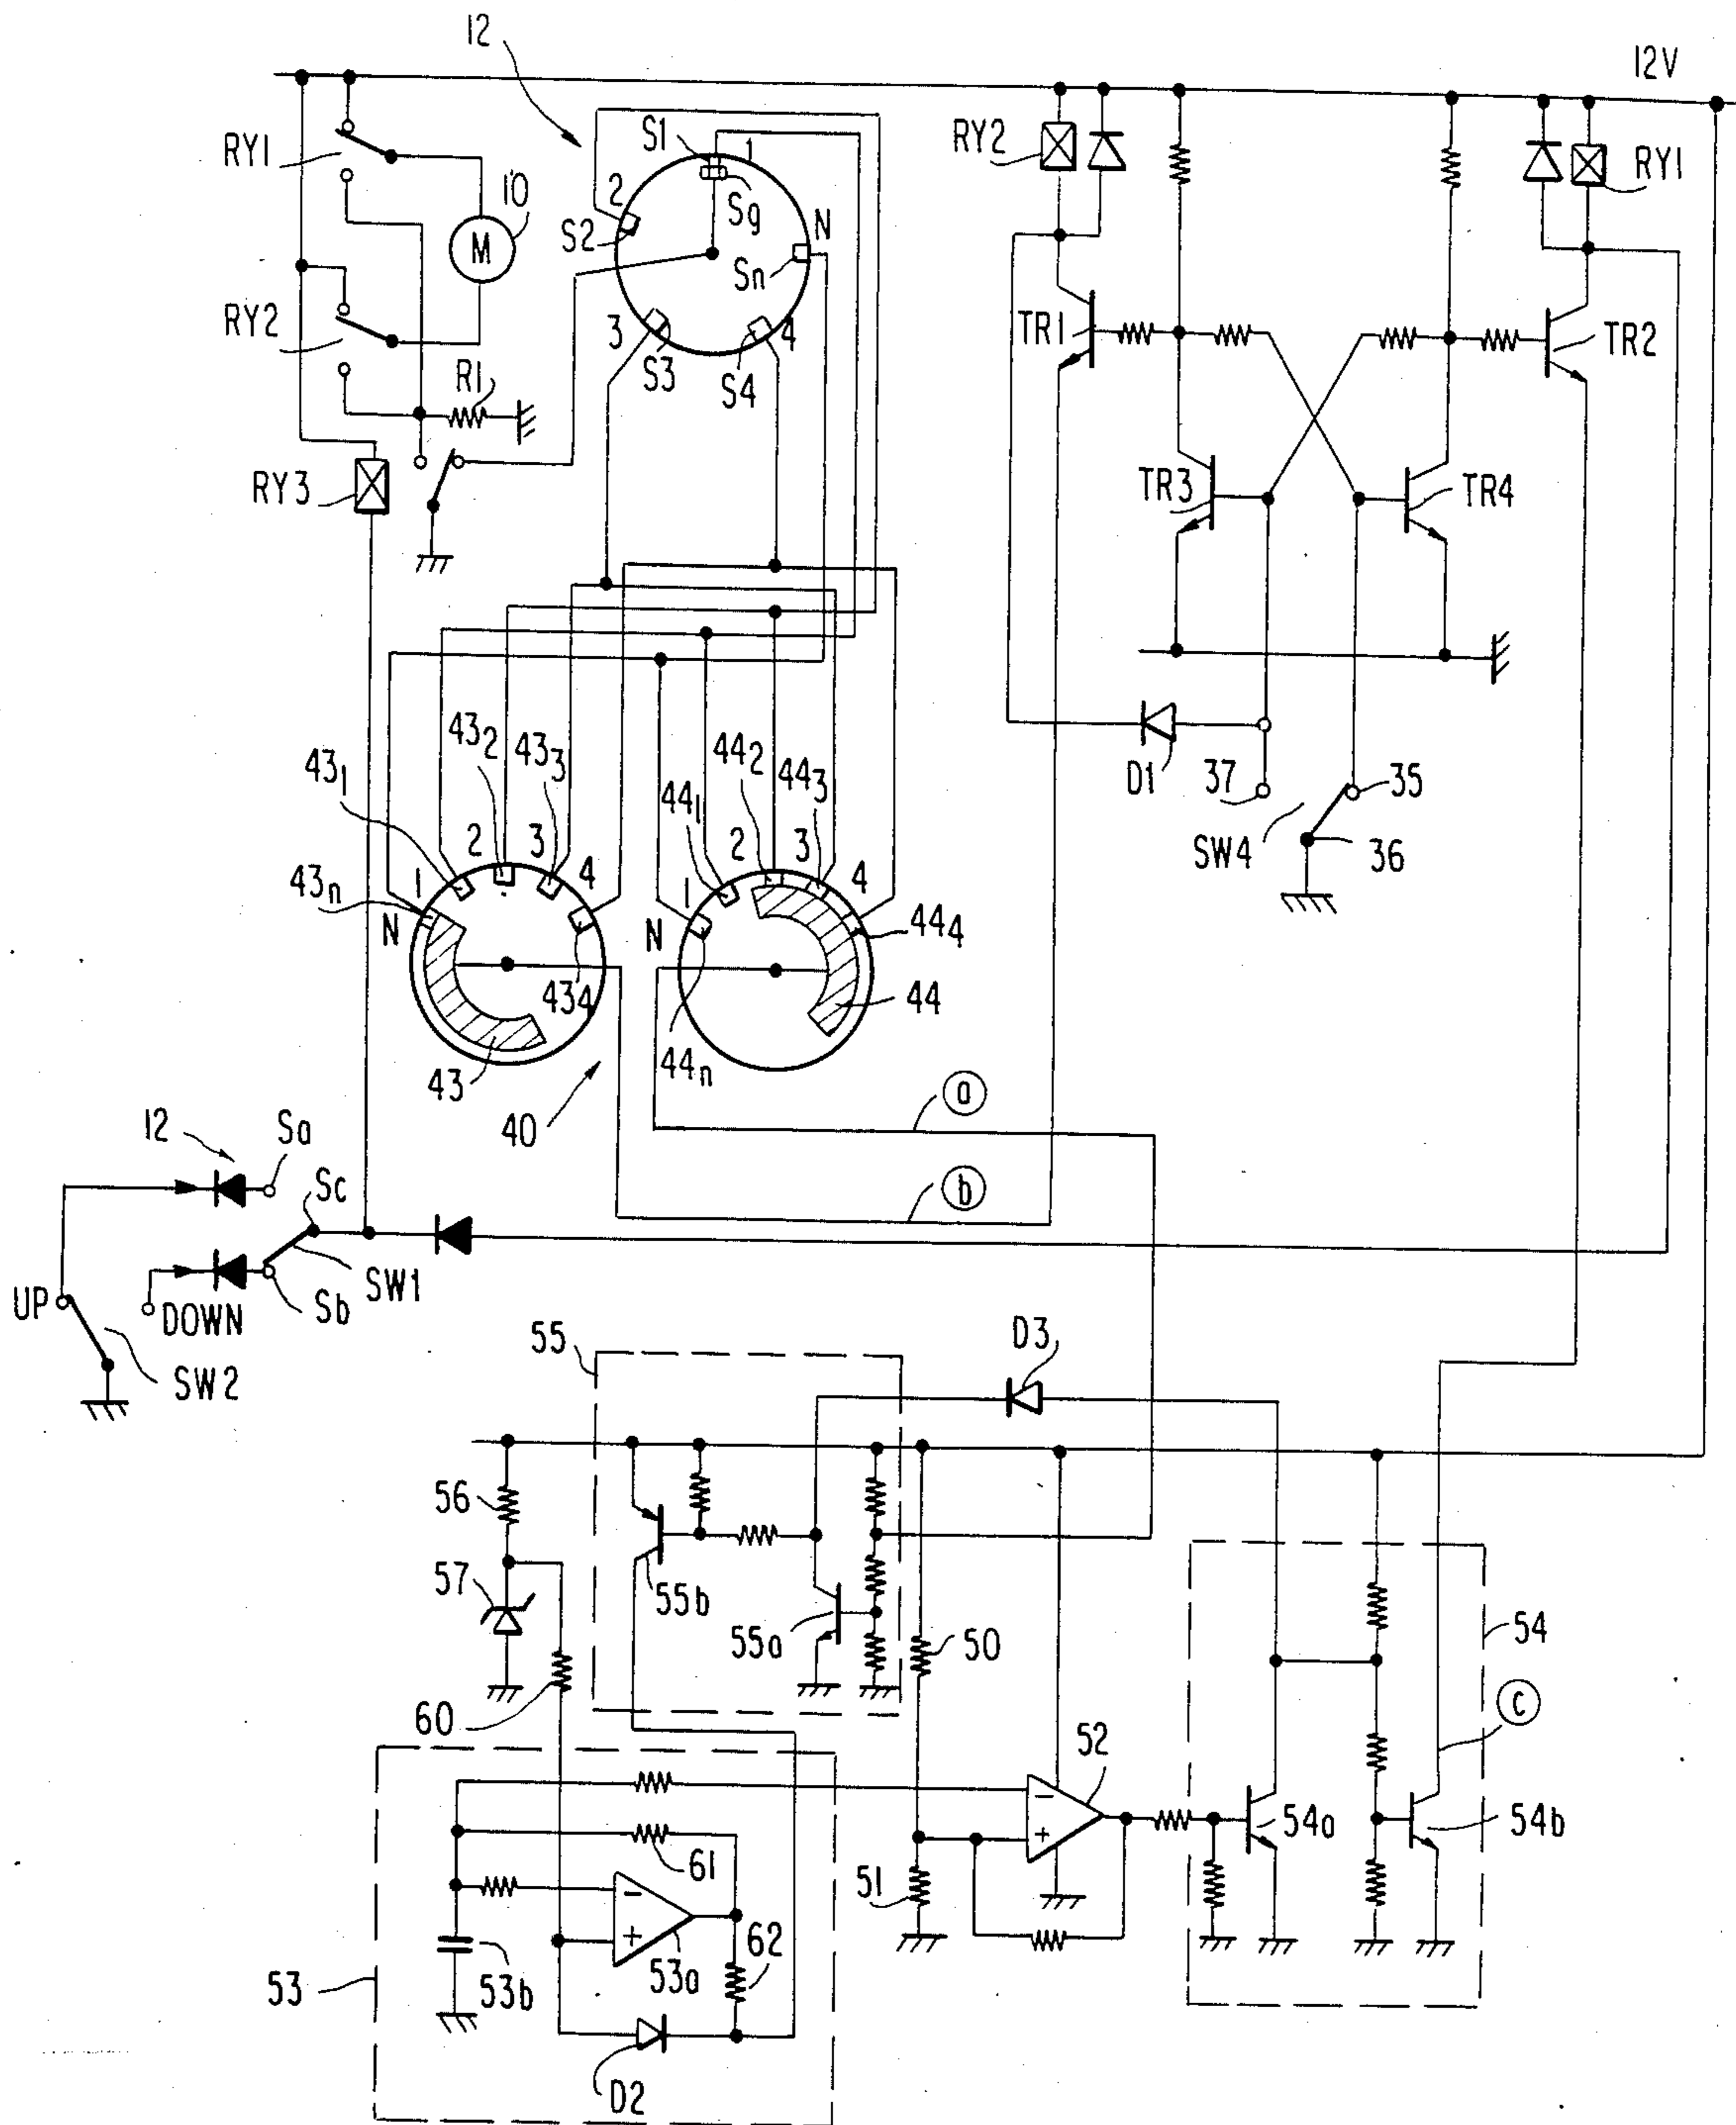 12
12V
S1
1
RY1
RY2
RY1
10
2
Sg
N
S2
M
Sn
TR1
TR2
RY2
3
4
S3
S4
R1
RY3
TR3
TR4
43₂
44₂
43₃
44₃
43₁
44₁
D1
37
35
2
3
2
3
SW4
36
43n
1
4
1
4
N
N
44₄
43₄
44
43
44n
40
a
12
Sa
b
Sc
SW1
UP
DOWN
Sb
SW2
55
D3
56
57
55b
55a
50
54
60
c
52
−
+
54a
54b
61
51
−
+
53a
62
53
53b
D2